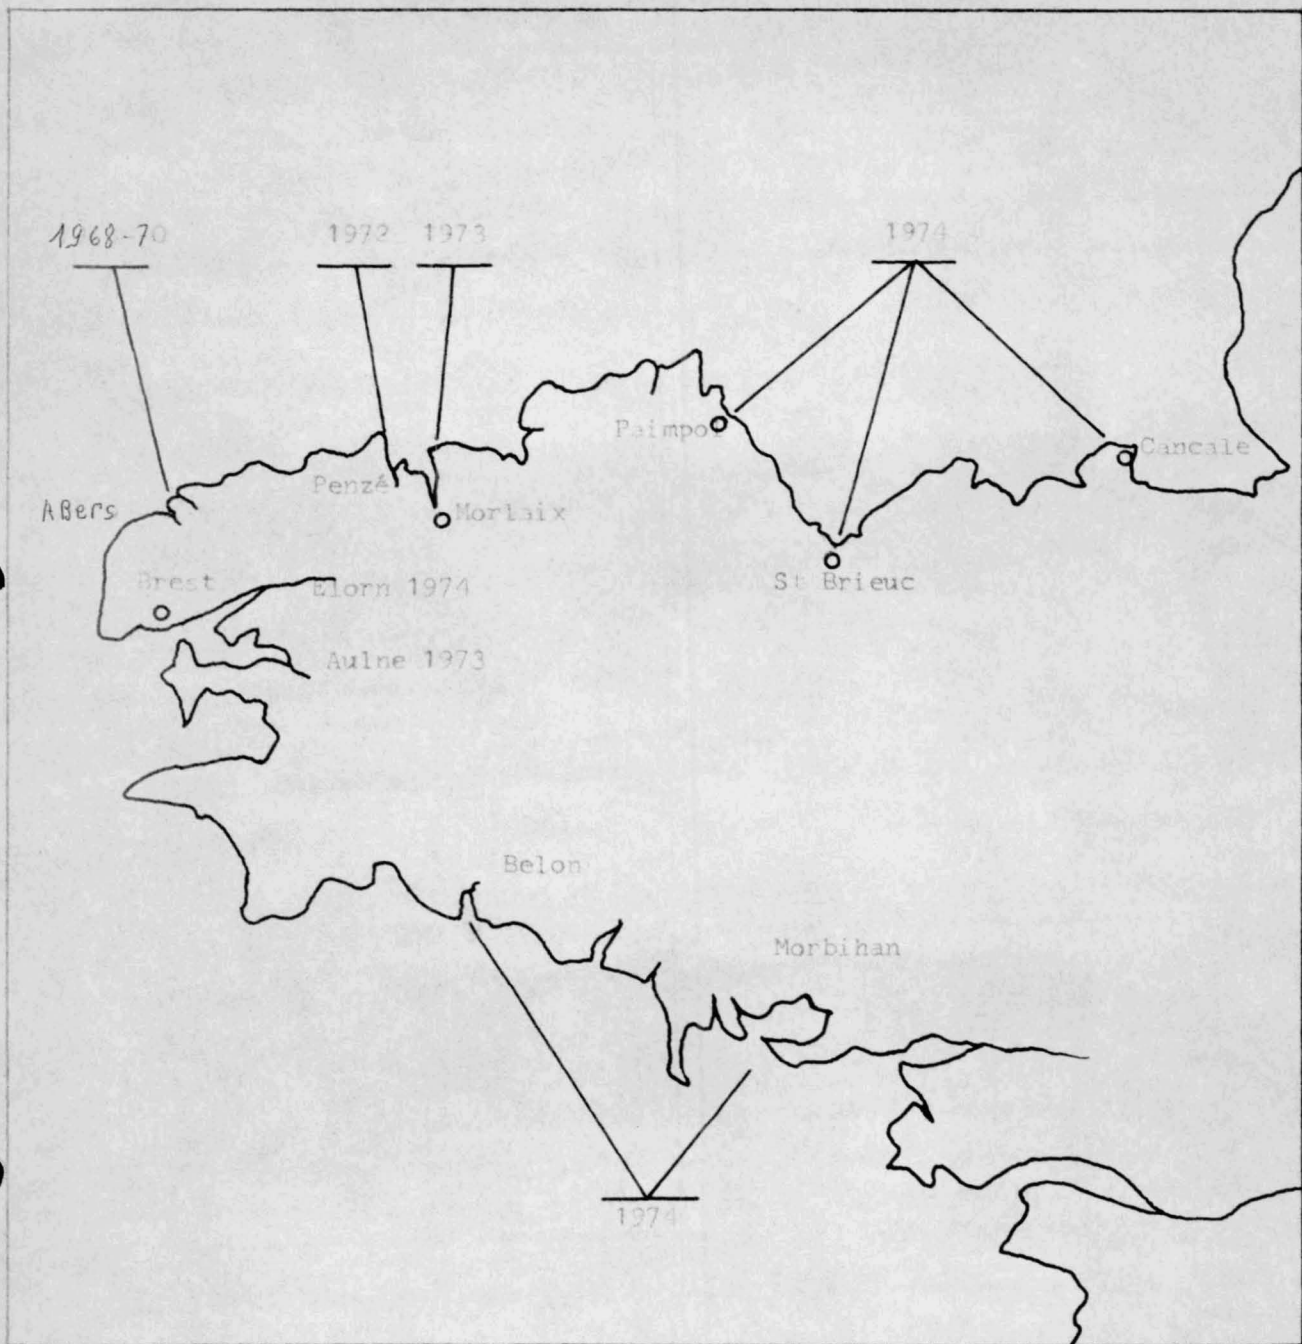 1968-70
1972
1973
1974
Paimpol
Cancale
Penzé
Abers
Morlaix
Brest
Elorn 1974
St Brieuc
Aulne 1973
Belon
Morbihan
1974